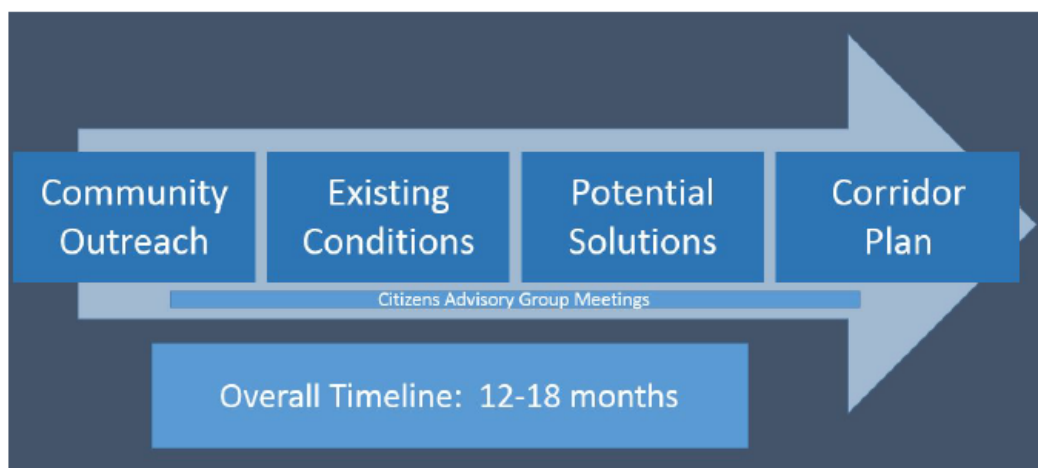 Community
Outreach
Existing
Conditions
Potential
Solutions
Corridor
Plan
Citizens Advisory Group Meetings
Overall Timeline: 12-18 months